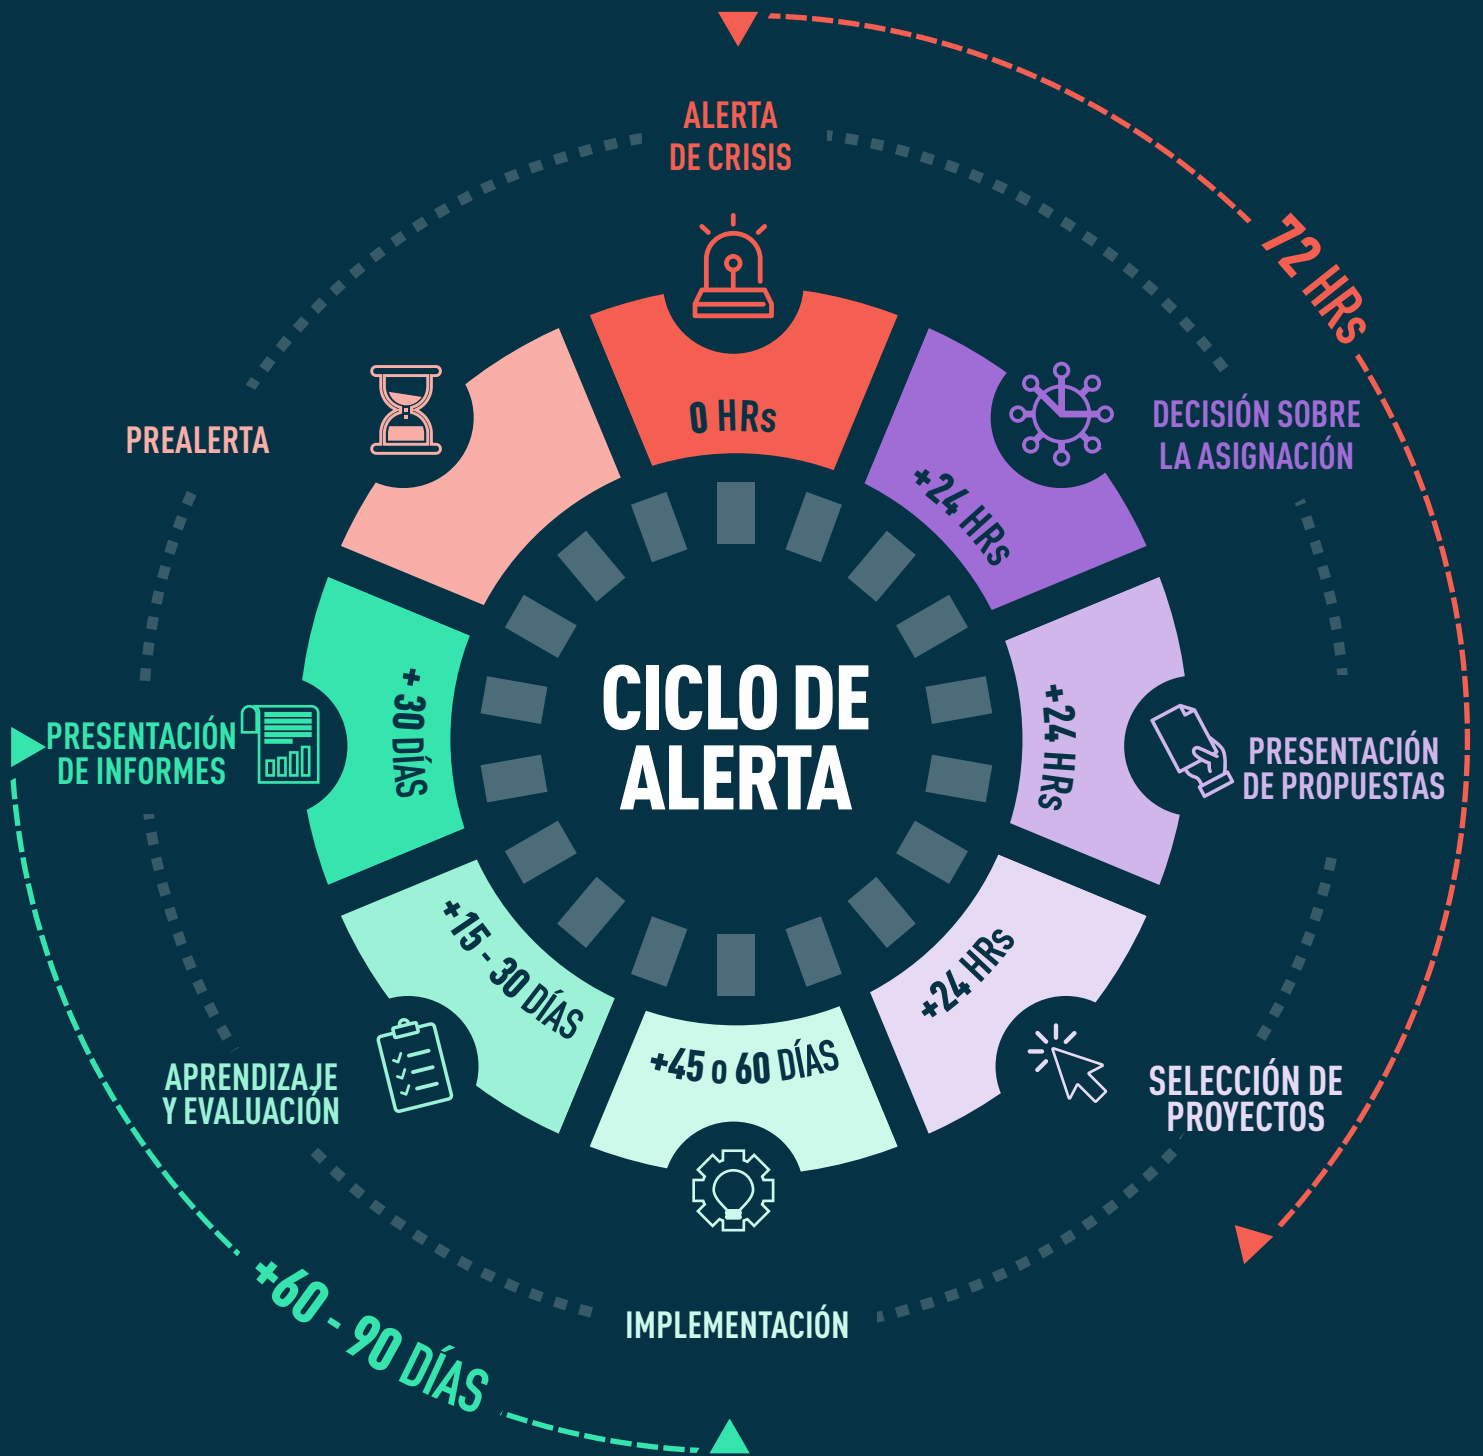 ALERTA
DE CRISIS
0 HRs
72 HRs
DECISIÓN SOBRE
LA ASIGNACIÓN
+24 HRs
PRESENTACIÓN
DE PROPUESTAS
+24 HRs
SELECCIÓN DE
PROYECTOS
+24 HRs
IMPLEMENTACIÓN
+45 o 60 DÍAS
APRENDIZAJE
Y EVALUACIÓN
+15 - 30 DÍAS
PRESENTACIÓN
DE INFORMES
+ 30 DÍAS
+60 - 90 DÍAS
PREALERTA
CICLO DE
ALERTA